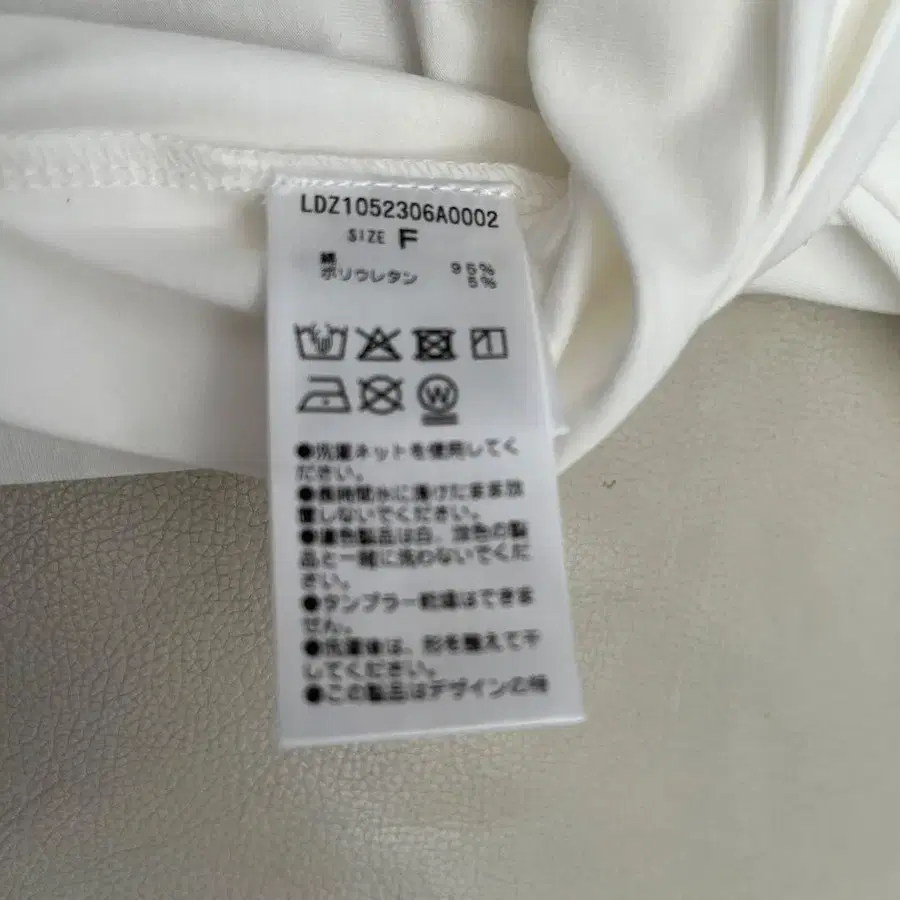 LDZ1052306A0002
SIZE F
綿 95%
ポリウレタン 5%
W
●洗濯ネットを使用してく
ださい。
●長時間水に漬けたまま放
置しないでください。
●濃色製品は白、淡色の製
品と一緒に洗わないでくだ
さい。
●タンブラー乾燥はできま
せん。
●洗濯後は、形を整えて干
してください。
●この製品はデザインの特